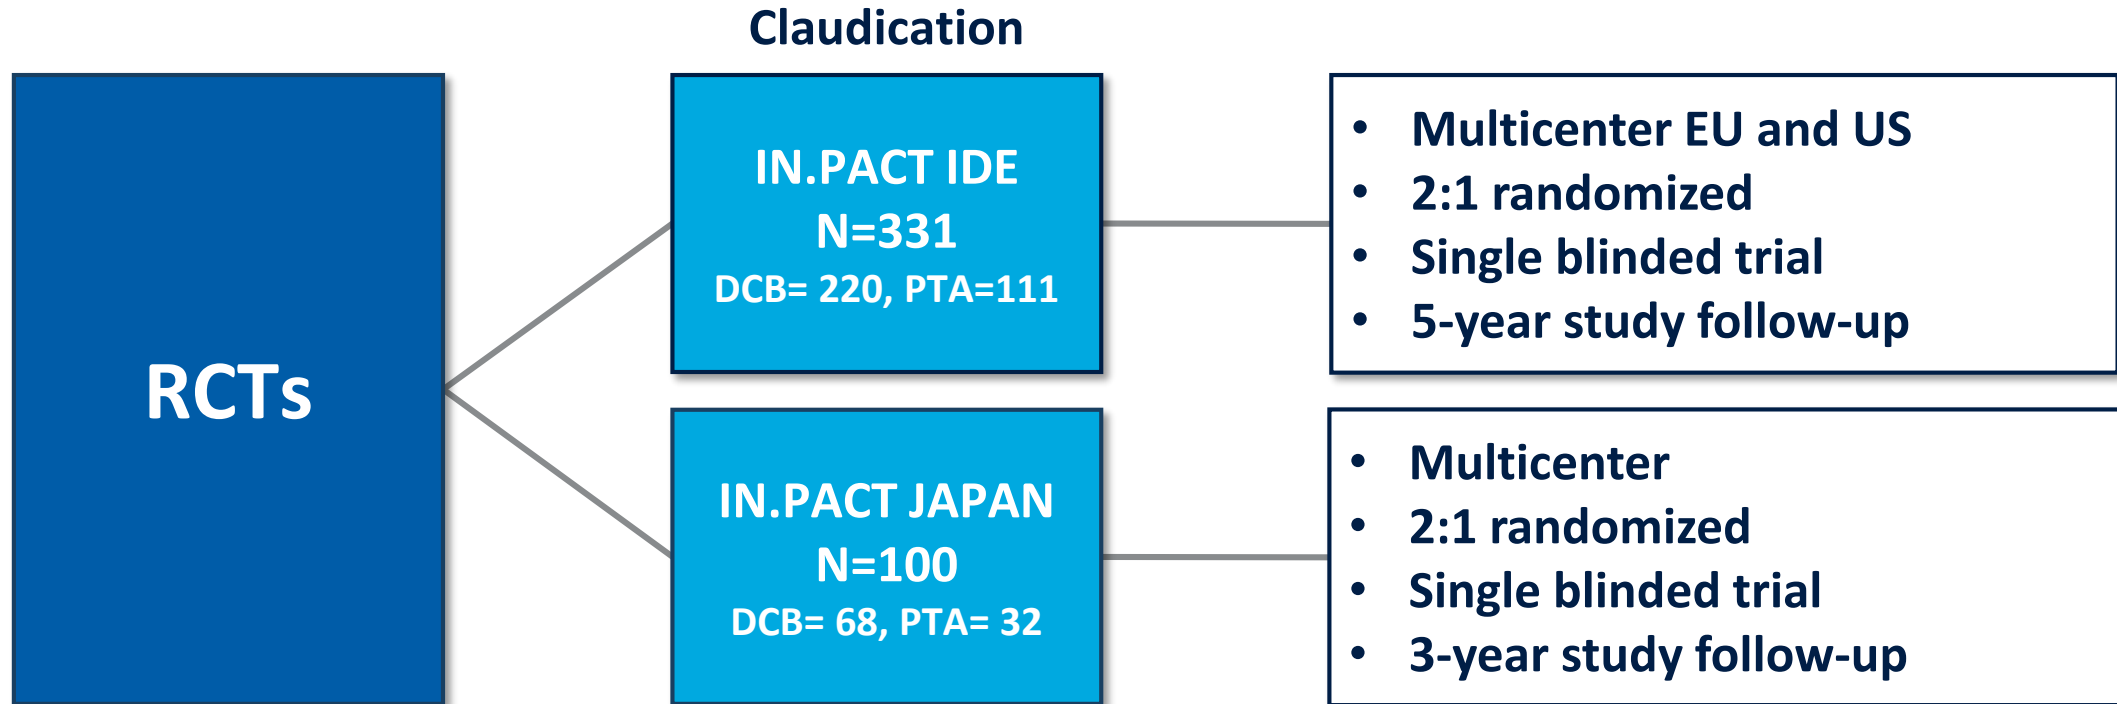 Claudication
RCTs
IN.PACT IDE
N=331
DCB= 220, PTA=111
• Multicenter EU and US
• 2:1 randomized
• Single blinded trial
• 5-year study follow-up
IN.PACT JAPAN
N=100
DCB= 68, PTA= 32
• Multicenter
• 2:1 randomized
• Single blinded trial
• 3-year study follow-up